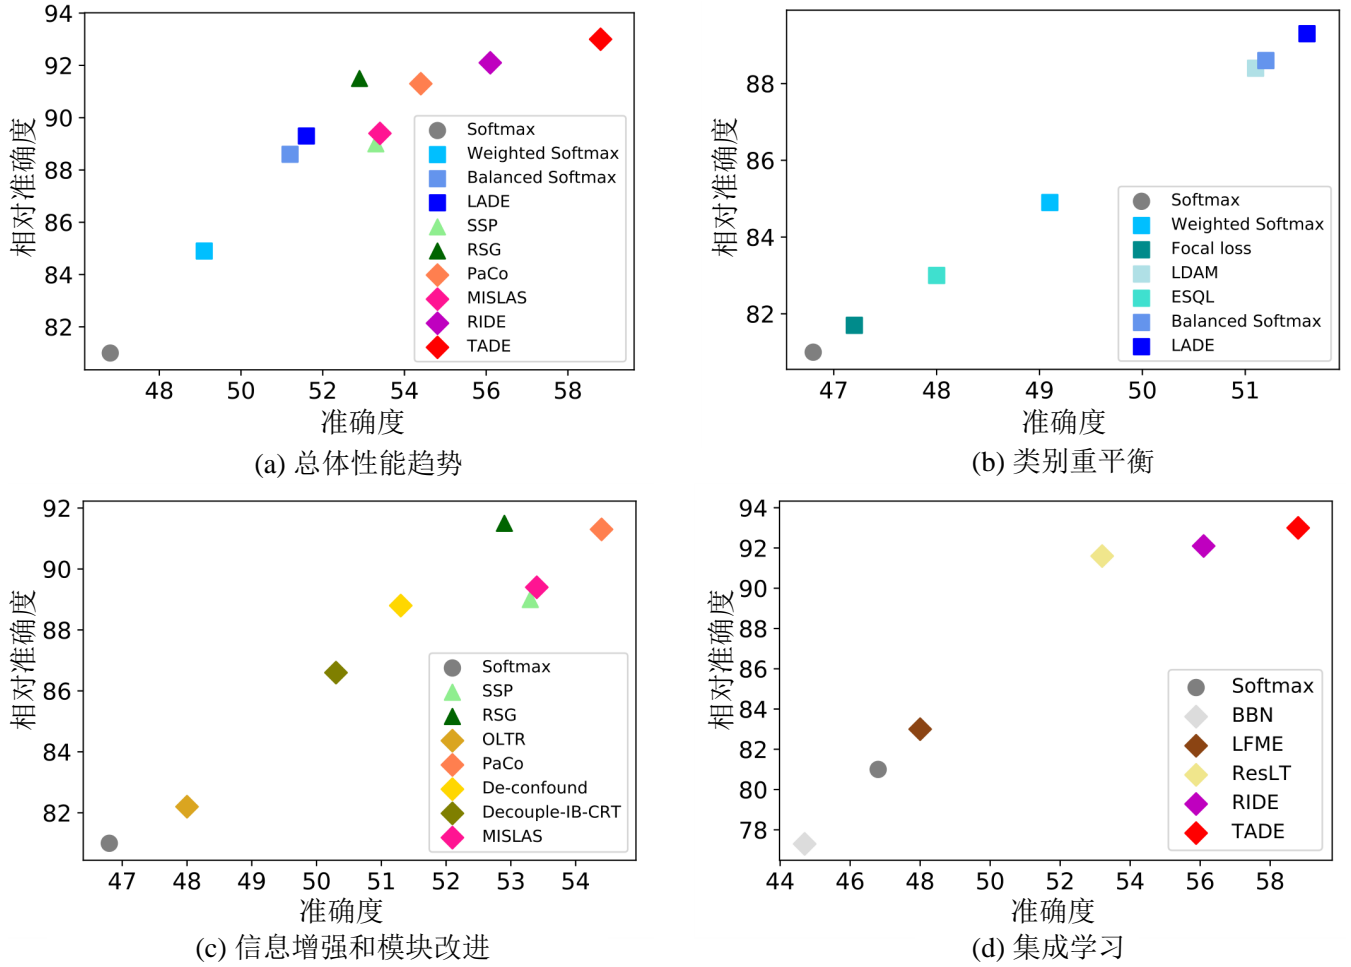 94
92
90
88
86
84
82
相对准确度
48
50
52
54
56
58
准确度
Softmax
Weighted Softmax
Balanced Softmax
LADE
SSP
RSG
PaCo
MISLAS
RIDE
TADE
(a) 总体性能趋势
88
86
84
82
相对准确度
47
48
49
50
51
准确度
Softmax
Weighted Softmax
Focal loss
LDAM
ESQL
Balanced Softmax
LADE
(b) 类别重平衡
92
90
88
86
84
82
相对准确度
47
48
49
50
51
52
53
54
准确度
Softmax
SSP
RSG
OLTR
PaCo
De-confound
Decouple-IB-CRT
MISLAS
(c) 信息增强和模块改进
94
92
90
88
86
84
82
80
78
相对准确度
44
46
48
50
52
54
56
58
准确度
Softmax
BBN
LFME
ResLT
RIDE
TADE
(d) 集成学习